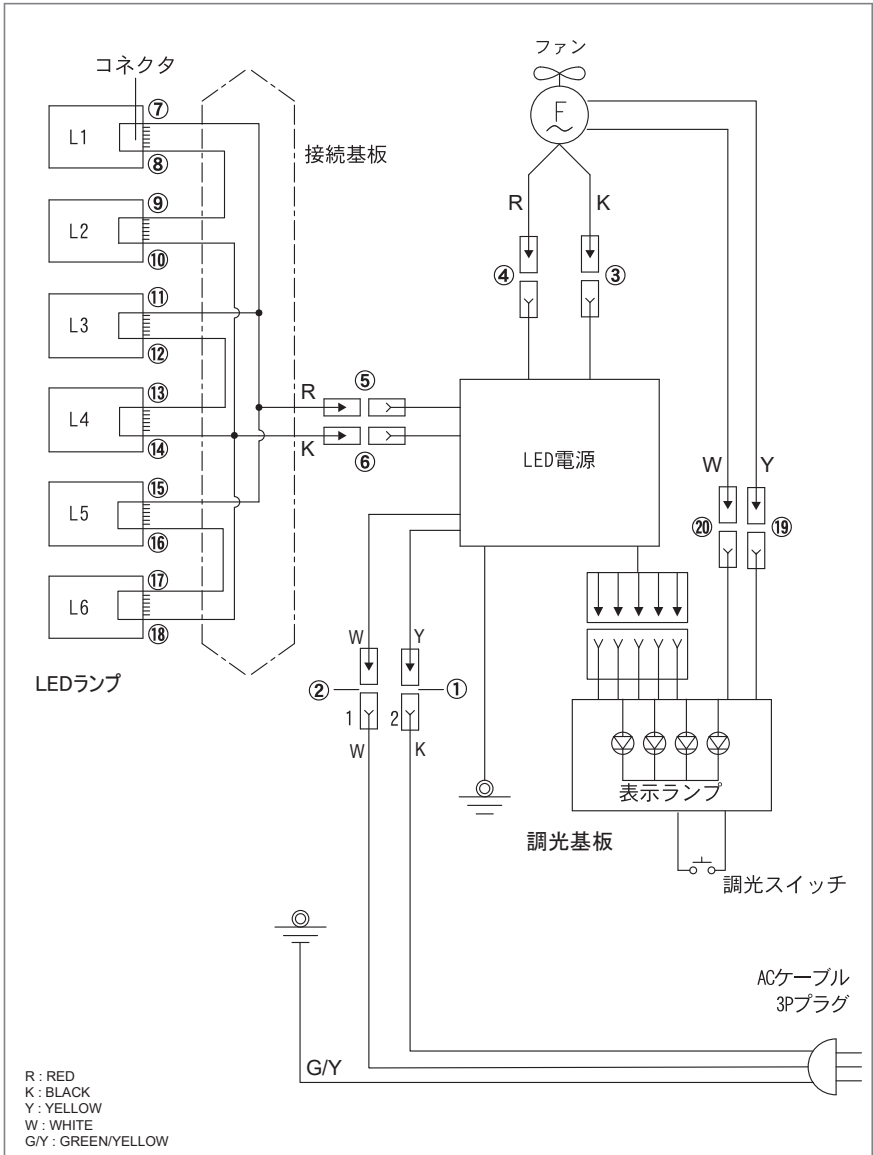 コネクタ
ファン
L1
⑦
⑧
接続基板
F
L2
⑨
⑩
R
K
④
③
L3
⑪
⑫
L4
⑬
⑭
R
⑤
K
⑥
LED電源
W
Y
L5
⑮
⑯
⑳
⑲
L6
⑰
⑱
LEDランプ
W
Y
②
①
1
2
W
K
表示ランプ
調光基板
調光スイッチ
ACケーブル
3Pプラグ
G/Y
R : RED
K : BLACK
Y : YELLOW
W : WHITE
G/Y : GREEN/YELLOW